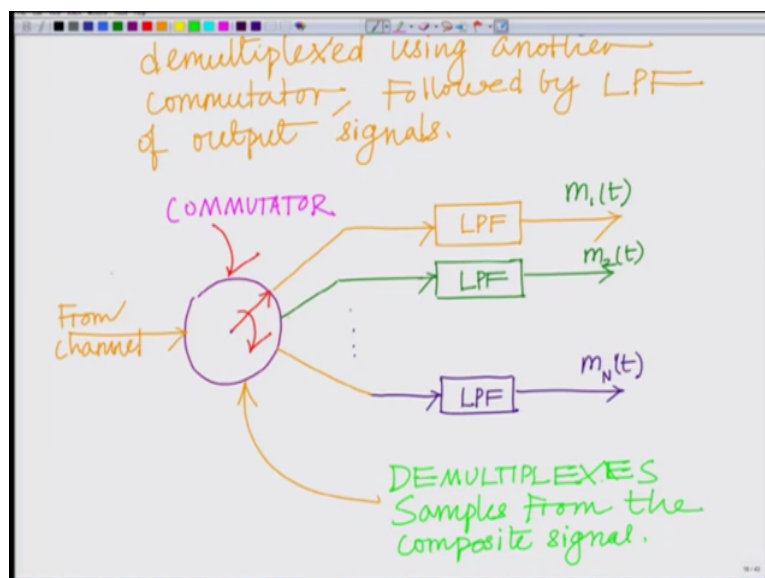 demultiplexed using another
commutator, Followed by LPF
of output signals.
COMMUTATOR
LPF
m₁(t)
LPF
m₂(t)
From
channel
LPF
m_N(t)
DEMULTIPLEXES
Samples From the
composite signal.